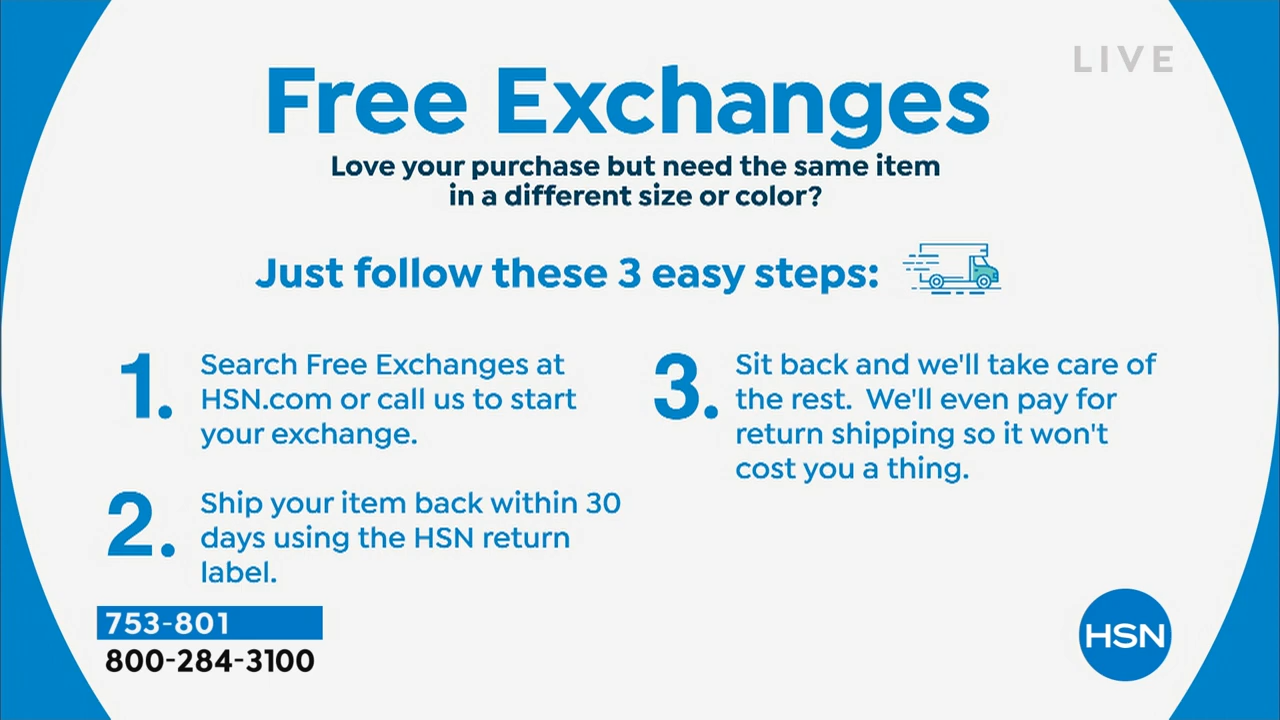 LIVE
Free Exchanges
Love your purchase but need the same item
in a different size or color?
Just follow these 3 easy steps:
1. Search Free Exchanges at
HSN.com or call us to start
your exchange.
2. Ship your item back within 30
days using the HSN return
label.
3. Sit back and we'll take care of
the rest.  We'll even pay for
return shipping so it won't
cost you a thing.
753-801
800-284-3100
HSN